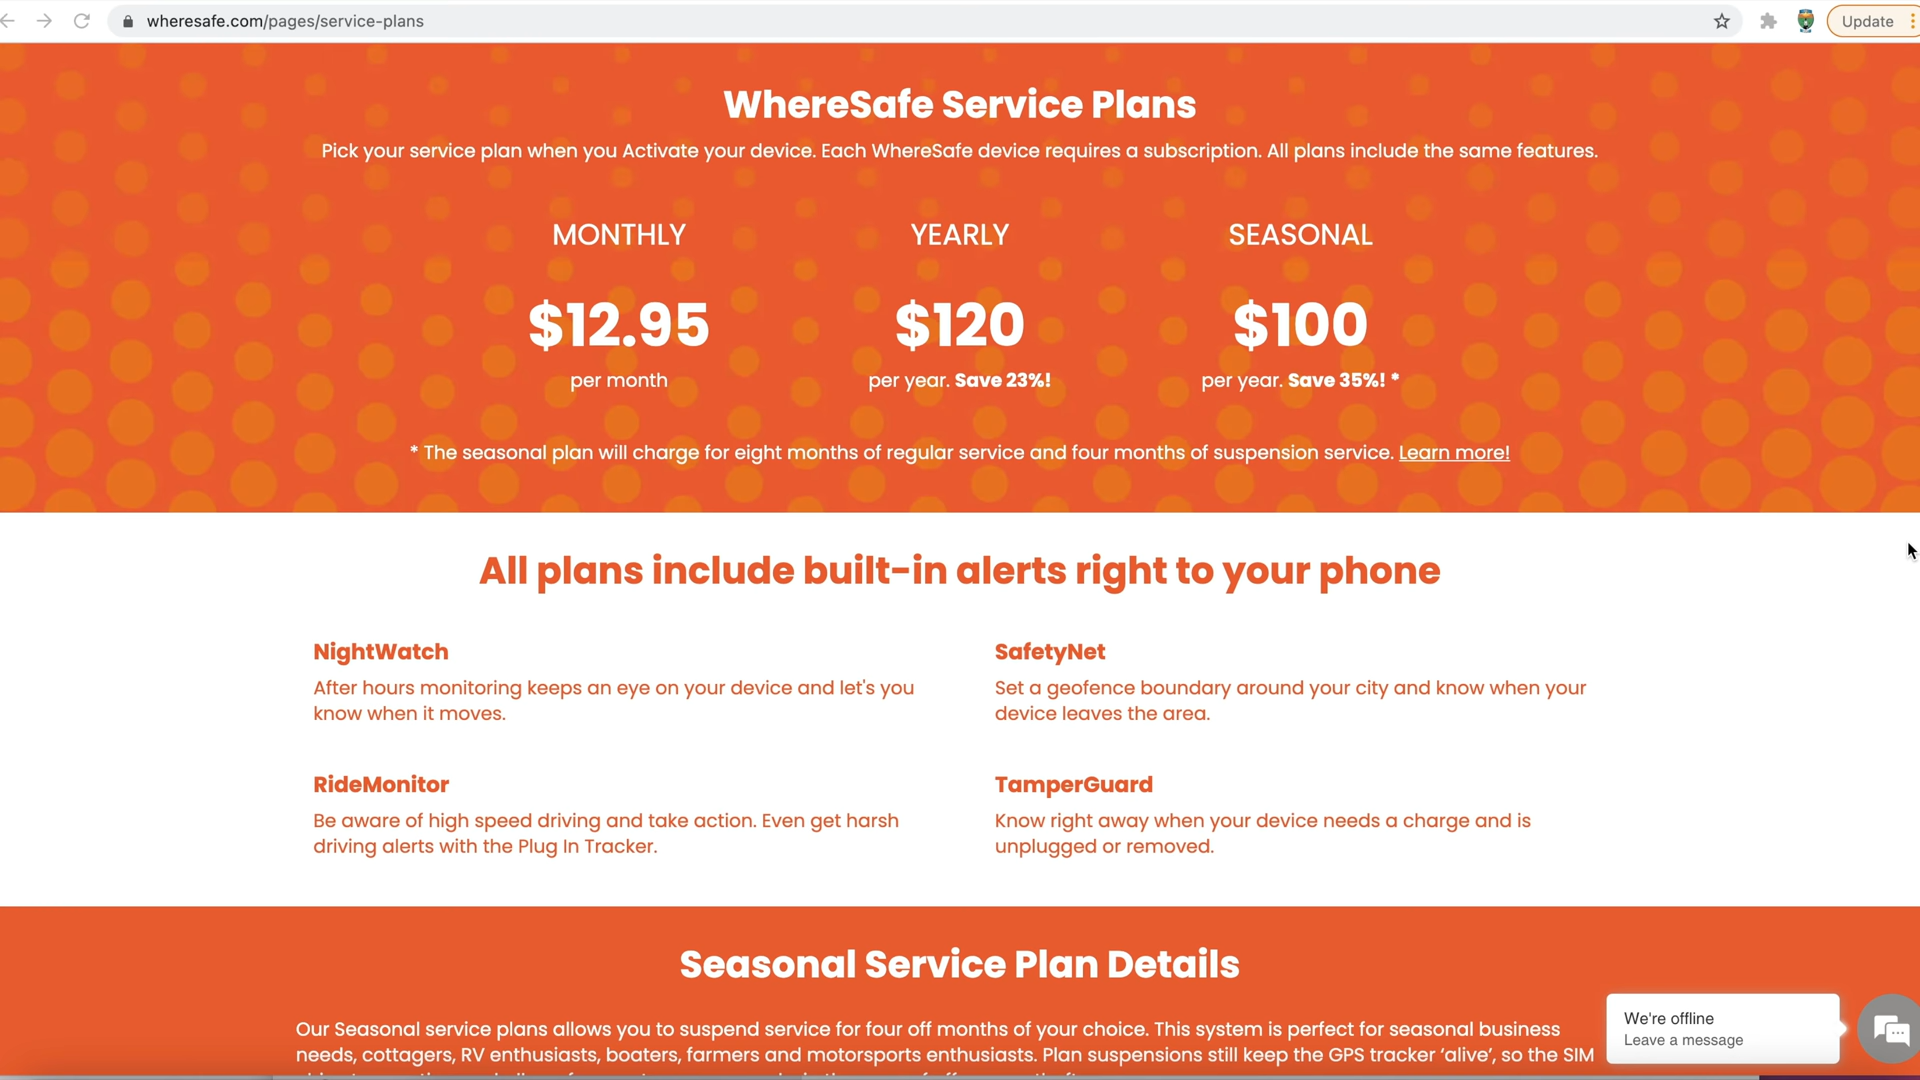 wheresafe.com/pages/service-plans
Update
WhereSafe Service Plans
Pick your service plan when you Activate your device. Each WhereSafe device requires a subscription. All plans include the same features.
MONTHLY
$12.95
per month
YEARLY
$120
per year. Save 23%!
SEASONAL
$100
per year. Save 35%! *
* The seasonal plan will charge for eight months of regular service and four months of suspension service. Learn more!
All plans include built-in alerts right to your phone
NightWatch
After hours monitoring keeps an eye on your device and let's you
know when it moves.
SafetyNet
Set a geofence boundary around your city and know when your
device leaves the area.
RideMonitor
Be aware of high speed driving and take action. Even get harsh
driving alerts with the Plug In Tracker.
TamperGuard
Know right away when your device needs a charge and is
unplugged or removed.
Seasonal Service Plan Details
Our Seasonal service plans allows you to suspend service for four off months of your choice. This system is perfect for seasonal business
needs, cottagers, RV enthusiasts, boaters, farmers and motorsports enthusiasts. Plan suspensions still keep the GPS tracker ‘alive’, so the SIM
We're offline
Leave a message